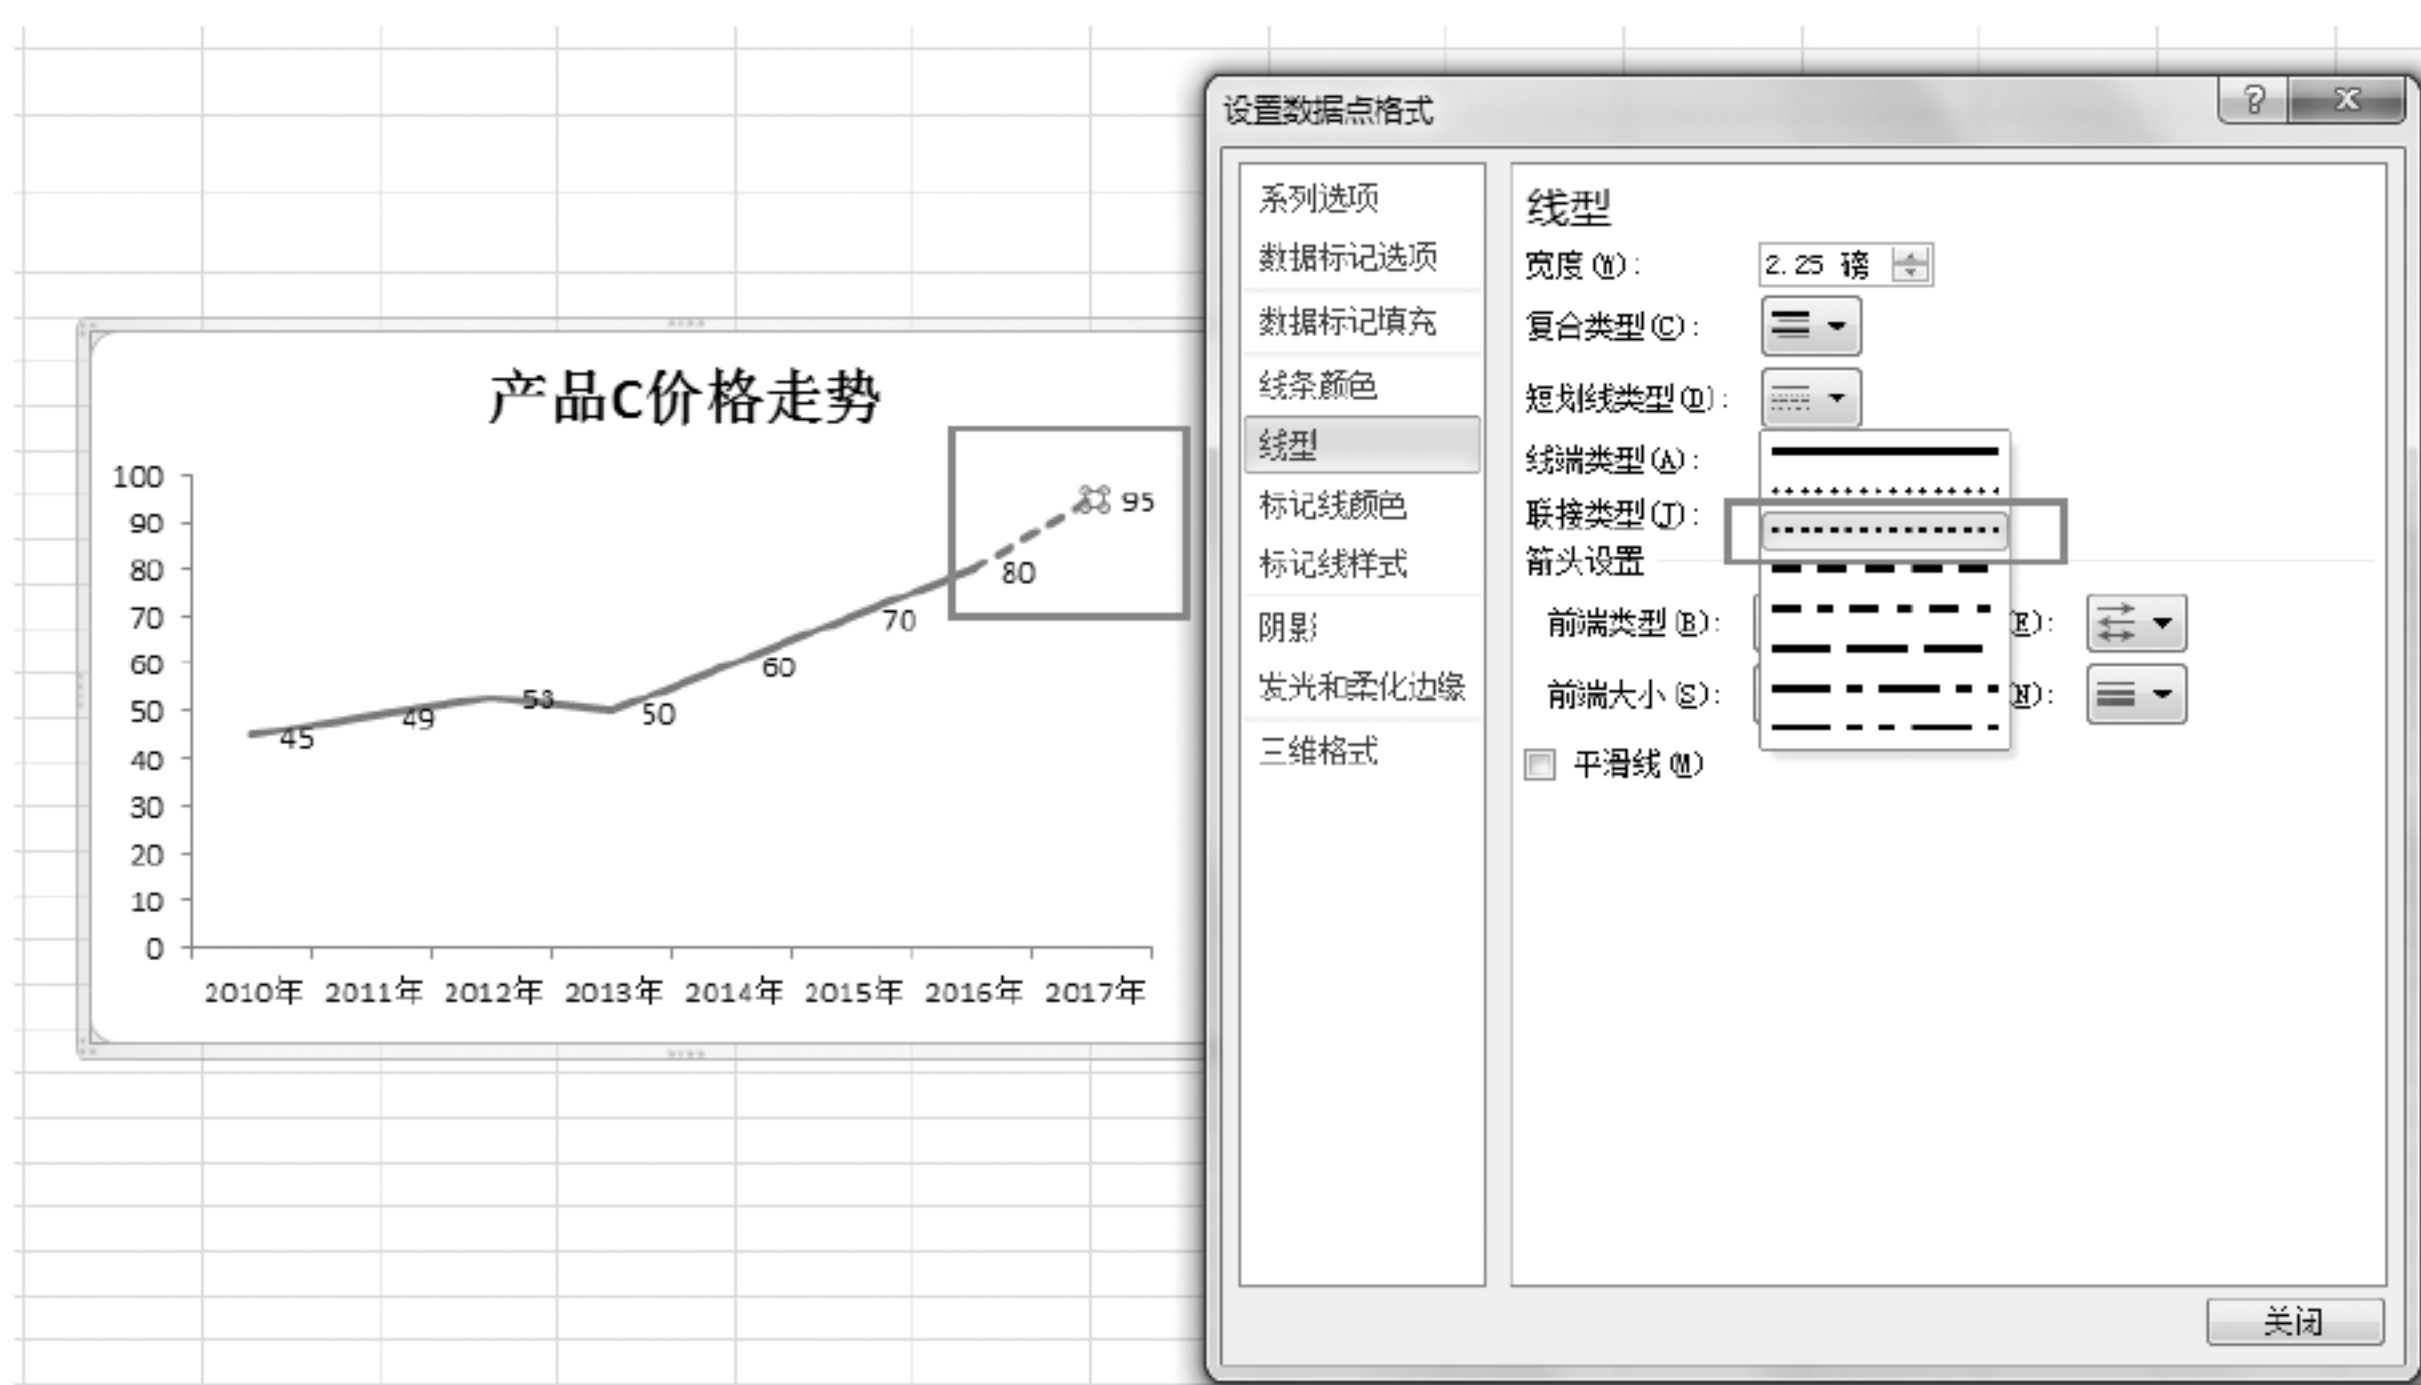 产品C价格走势
100
90
80
70
60
50
40
30
20
10
0
45
49
53
50
60
70
80
95
2010年 2011年 2012年 2013年 2014年 2015年 2016年 2017年
设置数据点格式
系列选项
数据标记选项
数据标记填充
线条颜色
线型
标记线颜色
标记线样式
阴影
发光和柔化边缘
三维格式
线型
宽度(W): 2.25 磅
复合类型(C):
短划线类型(D):
线端类型(A):
联接类型(J):
箭头设置
前端类型(B): (E):
前端大小(S): (N):
平滑线(M)
关闭